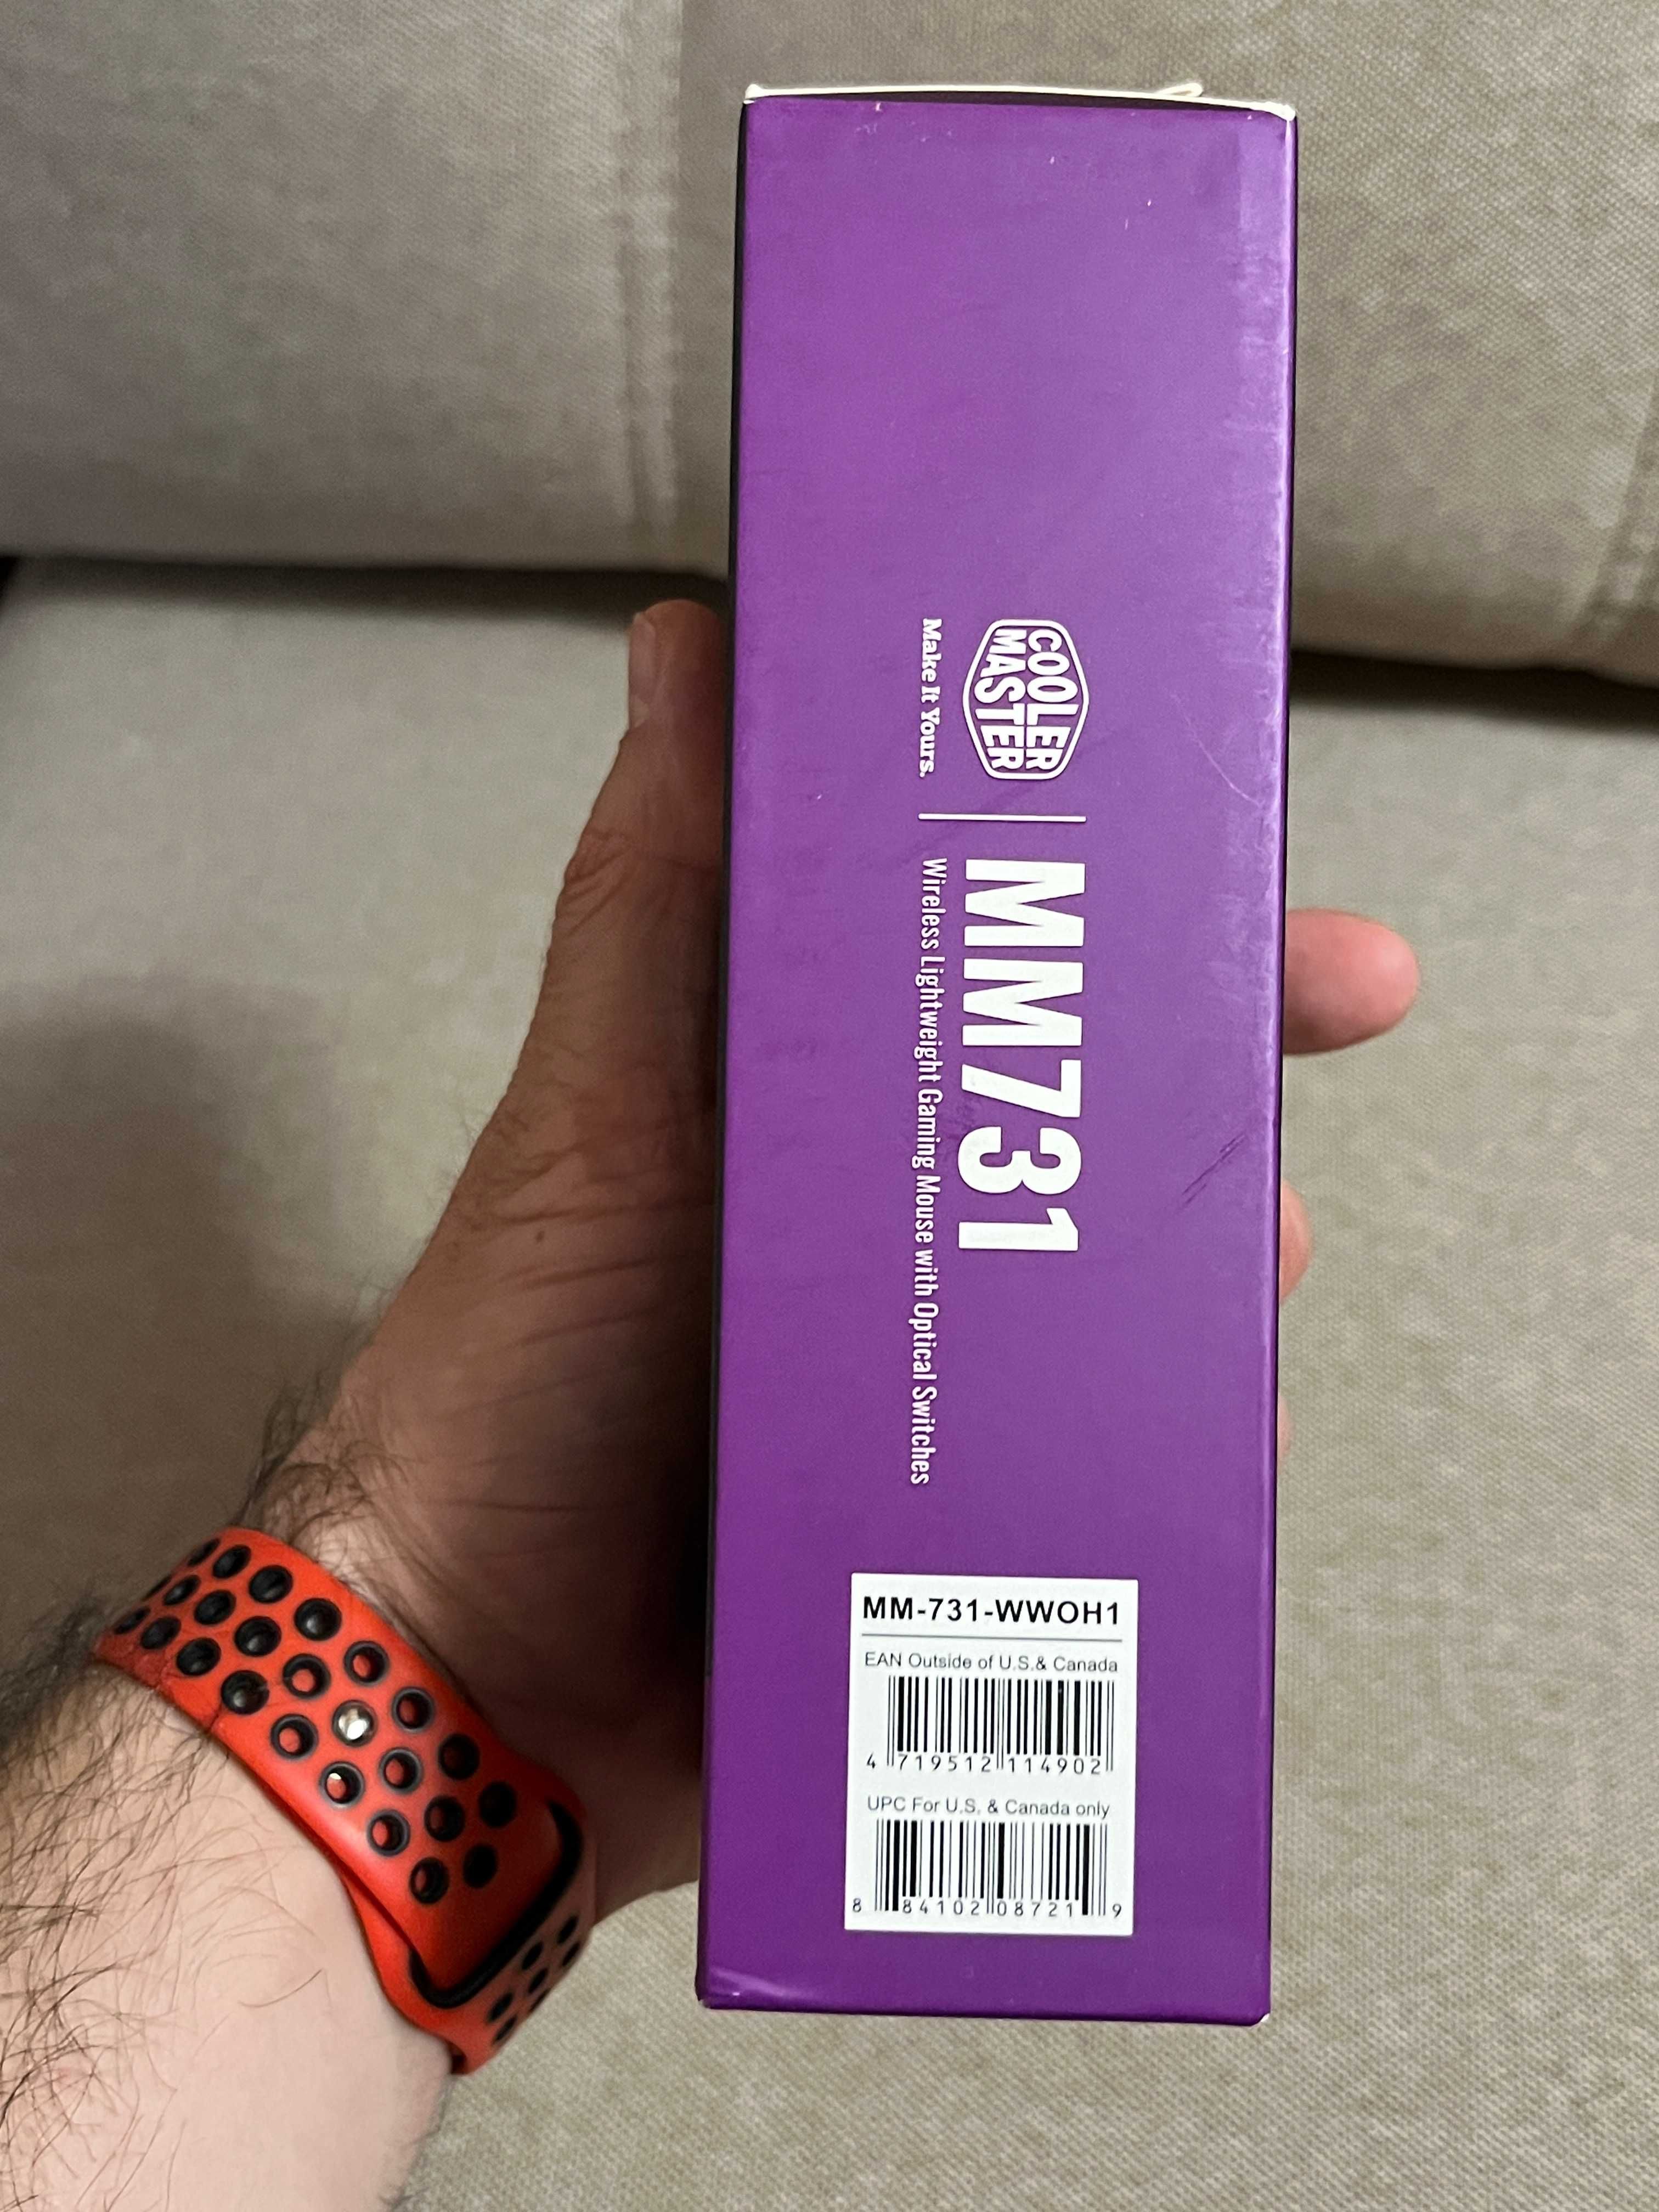 COOLER
MASTER
Make It Yours.
MM731
Wireless Lightweight Gaming Mouse with Optical Switches
MM-731-WWOH1
EAN Outside of U.S.& Canada
4 719512 114902
UPC For U.S. & Canada only
8 84102 08721 9